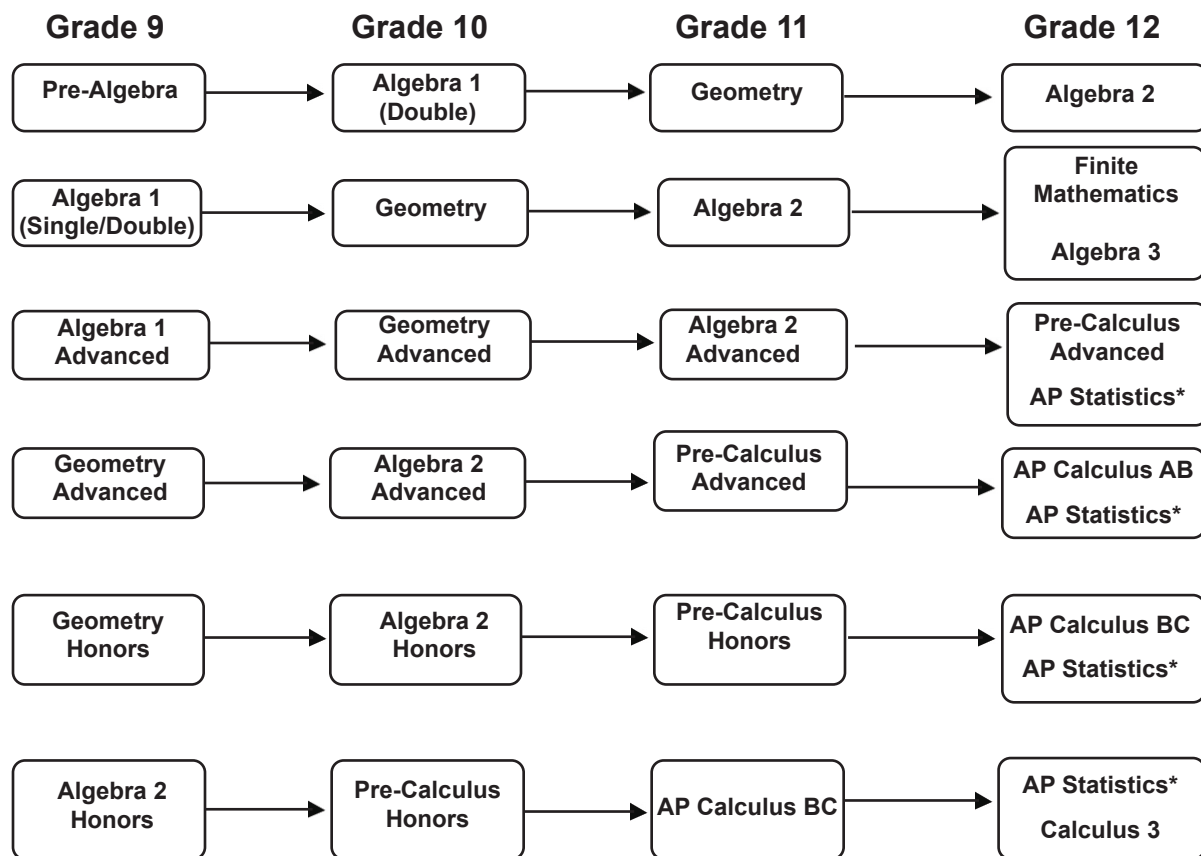 Grade 9
Grade 10
Grade 11
Grade 12
Pre-Algebra
Algebra 1
(Double)
Geometry
Algebra 2
Algebra 1
(Single/Double)
Geometry
Algebra 2
Finite
Mathematics
Algebra 3
Algebra 1
Advanced
Geometry
Advanced
Algebra 2
Advanced
Pre-Calculus
Advanced
AP Statistics*
Geometry
Advanced
Algebra 2
Advanced
Pre-Calculus
Advanced
AP Calculus AB
AP Statistics*
Geometry
Honors
Algebra 2
Honors
Pre-Calculus
Honors
AP Calculus BC
AP Statistics*
Algebra 2
Honors
Pre-Calculus
Honors
AP Calculus BC
AP Statistics*
Calculus 3